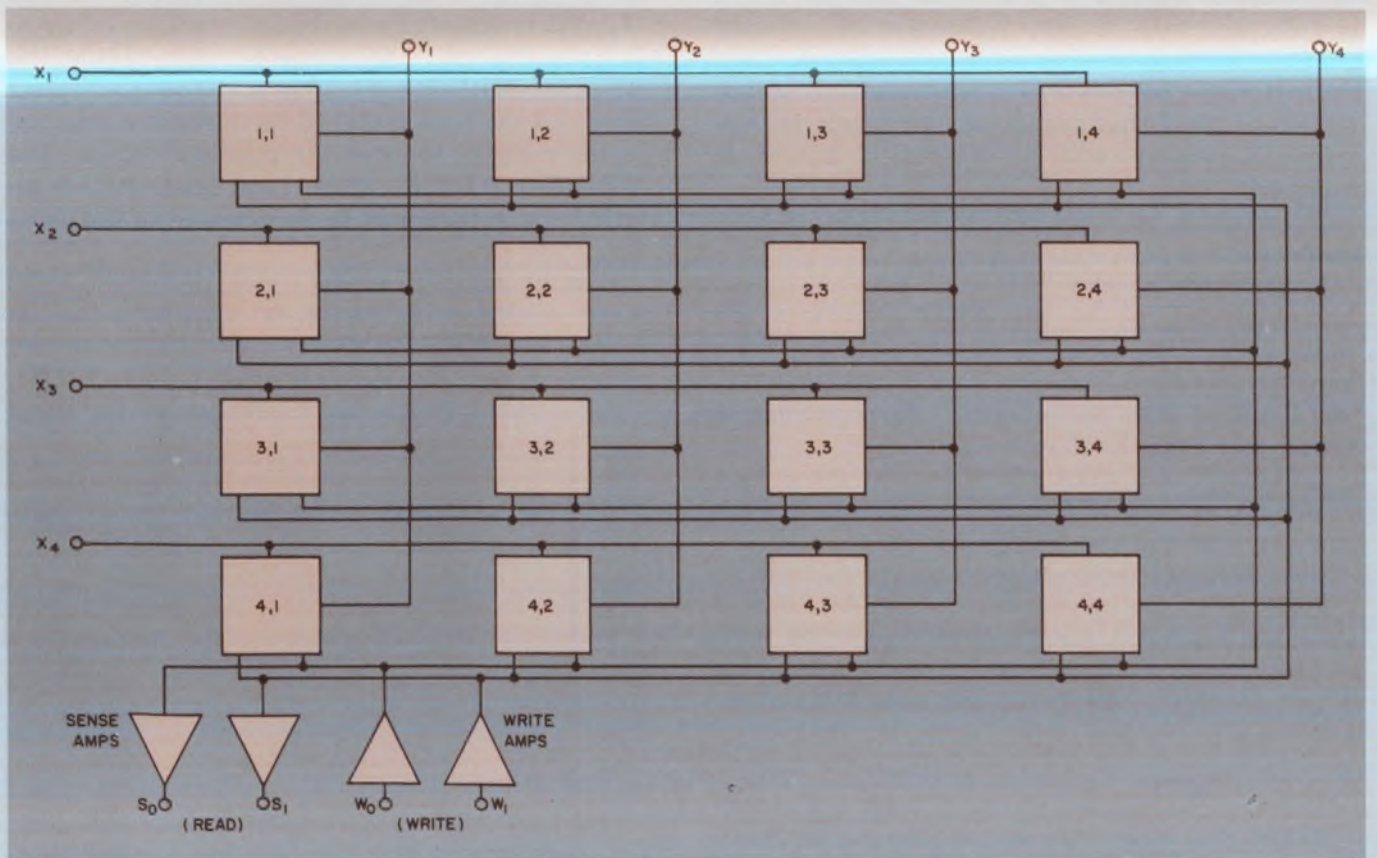 Y1 Y2 Y3 Y4
X1
1,1 1,2 1,3 1,4
X2
2,1 2,2 2,3 2,4
X3
3,1 3,2 3,3 3,4
X4
4,1 4,2 4,3 4,4
SENSE AMPS
WRITE AMPS
S0 S1 W0 W1
(READ) (WRITE)